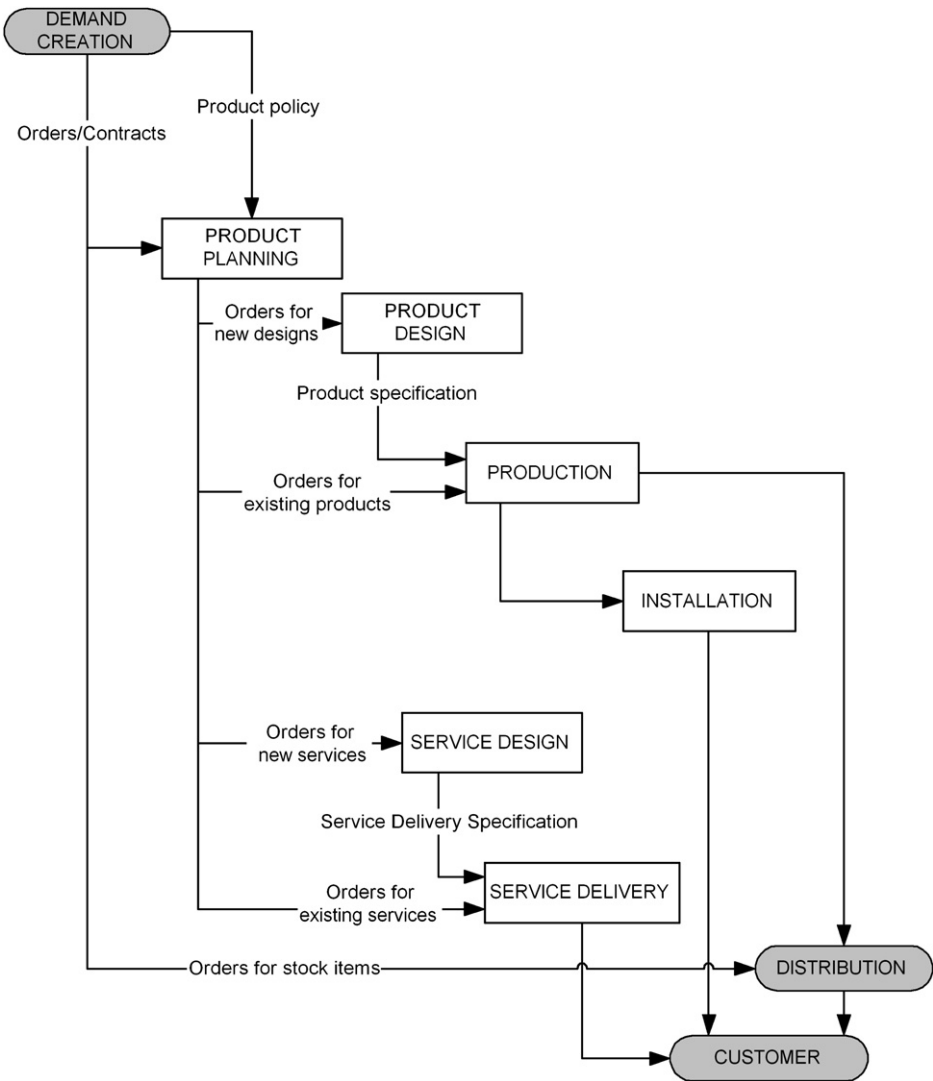 DEMAND
CREATION
Product policy
Orders/Contracts
PRODUCT
PLANNING
Orders for
new designs
PRODUCT
DESIGN
Product specification
PRODUCTION
Orders for
existing products
INSTALLATION
Orders for
new services
SERVICE DESIGN
Service Delivery Specification
SERVICE DELIVERY
Orders for
existing services
Orders for stock items
DISTRIBUTION
CUSTOMER